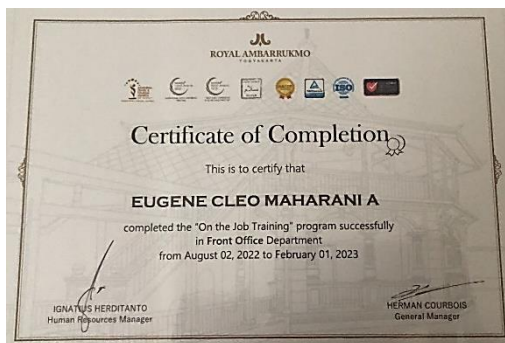 ROYAL AMBARRUKMO
YOGYAKARTA
ISO
Certificate of Completion
This is to certify that
EUGENE CLEO MAHARANI A
completed the "On the Job Training" program successfully
in Front Office Department
from August 02, 2022 to February 01, 2023
IGNATIUS HERDITANTO
Human Resources Manager
HERMAN COURBOIS
General Manager